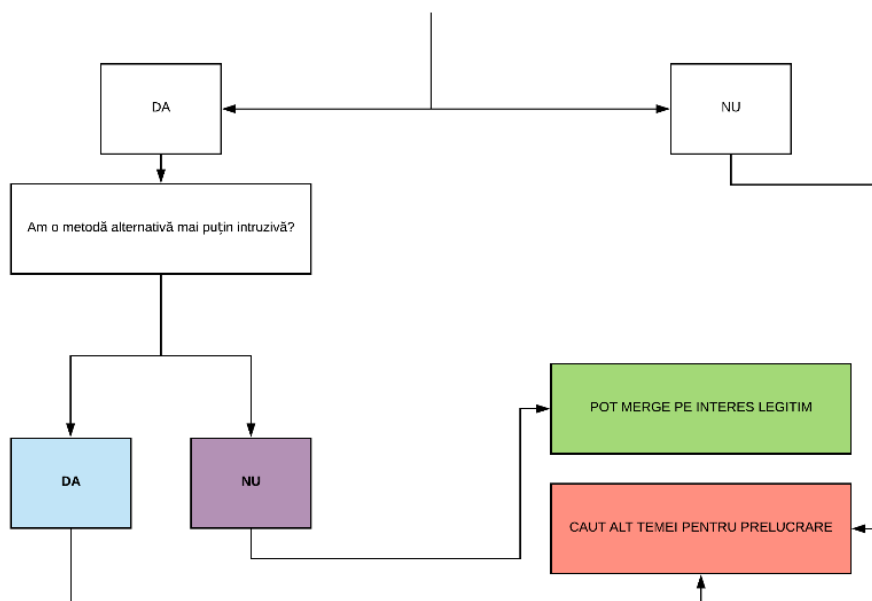 DA
NU
Am o metodă alternativă mai puțin intruzivă?
POT MERGE PE INTERES LEGITIM
DA
NU
CAUT ALT TEMEI PENTRU PRELUCRARE